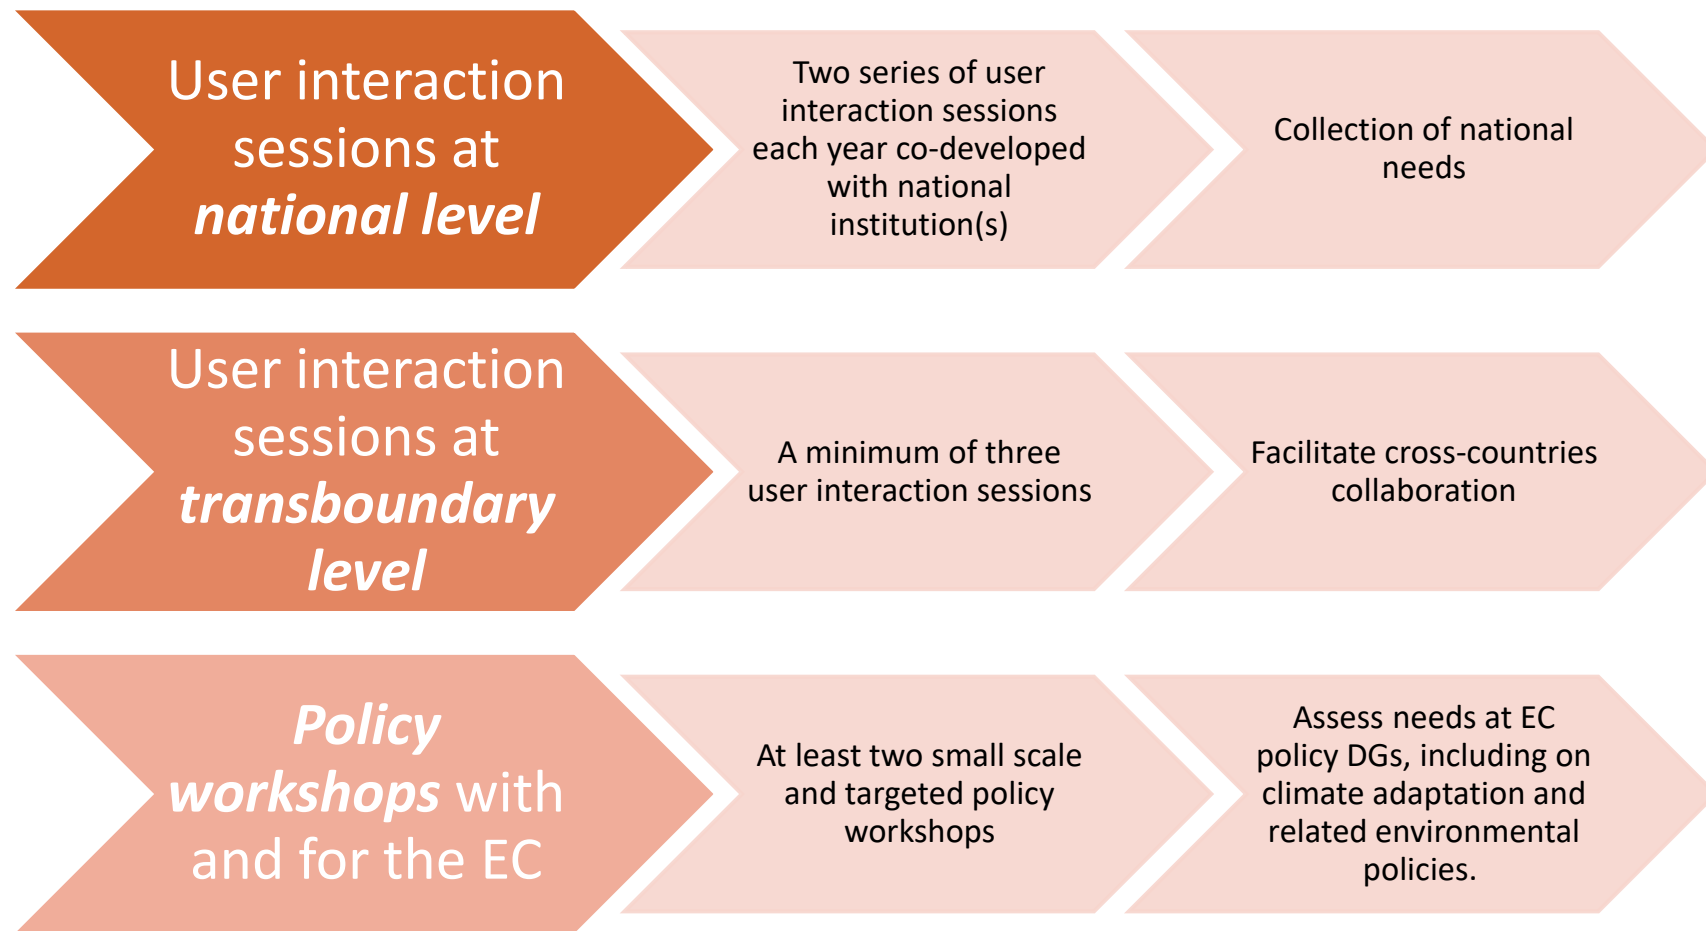 User interaction
sessions at
national level
Two series of user
interaction sessions
each year co-developed
with national
institution(s)
Collection of national
needs
User interaction
sessions at
transboundary
level
A minimum of three
user interaction sessions
Facilitate cross-countries
collaboration
Policy
workshops with
and for the EC
At least two small scale
and targeted policy
workshops
Assess needs at EC
policy DGs, including on
climate adaptation and
related environmental
policies.